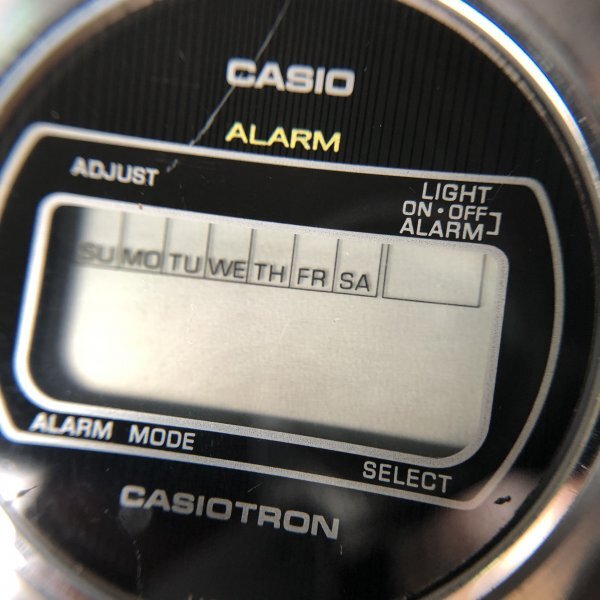 CASIO
ALARM
ADJUST
LIGHT
ON·OFF
ALARM
SU MO TU WE TH FR SA
ALARM MODE
SELECT
CASIOTRON